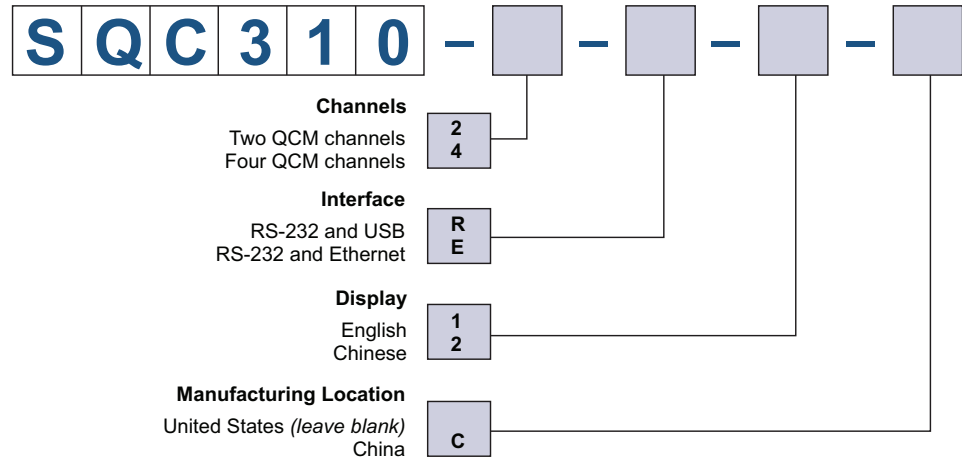 SQC310 – – – –
Channels
Two QCM channels 2
Four QCM channels 4
Interface
RS-232 and USB R
RS-232 and Ethernet E
Display
English 1
Chinese 2
Manufacturing Location
United States (leave blank)
China C